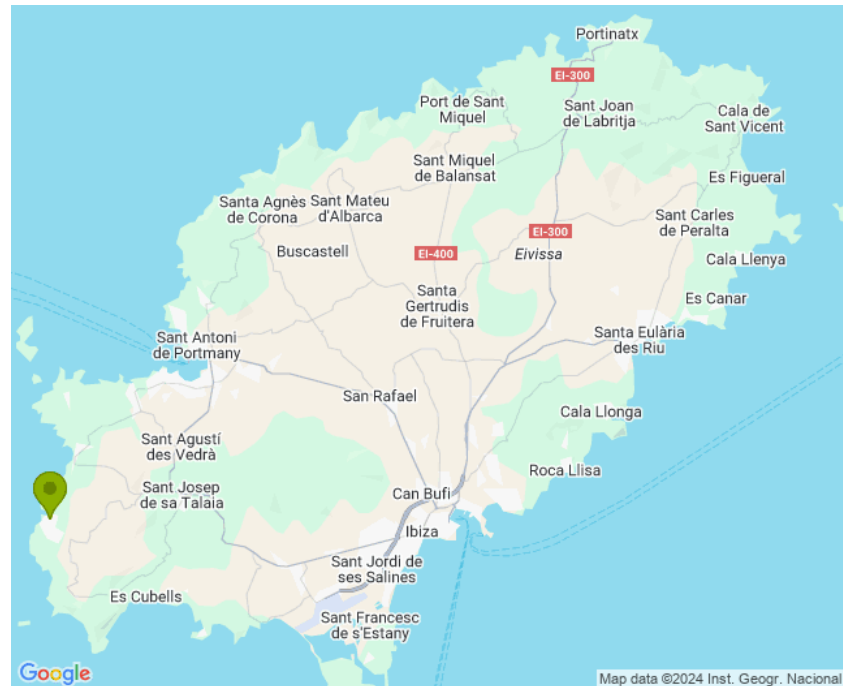 Portinatx
EI-300
Port de Sant
Miquel
Sant Joan
de Labritja
Cala de
Sant Vicent
Sant Miquel
de Balansat
Es Figueral
Santa Agnès
de Corona
Sant Mateu
d'Albarca
Sant Carles
de Peralta
EI-300
Buscastell
EI-400
Eivissa
Cala Llenya
Santa
Gertrudis
de Fruitera
Es Canar
Sant Antoni
de Portmany
Santa Eulària
des Riu
San Rafael
Cala Llonga
Sant Agustí
des Vedrà
Roca Llisa
Sant Josep
de sa Talaia
Can Bufi
Ibiza
Sant Jordi de
ses Salines
Es Cubells
Sant Francesc
de s'Estany
Google
Map data ©2024 Inst. Geogr. Nacional